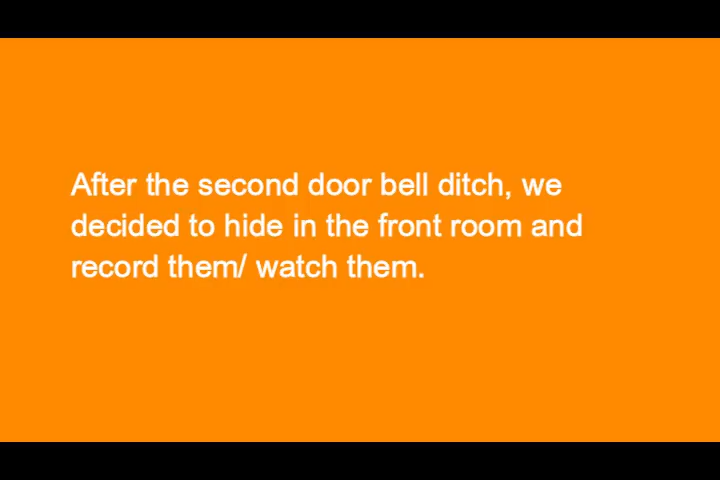 After the second door bell ditch, we
decided to hide in the front room and
record them/ watch them.